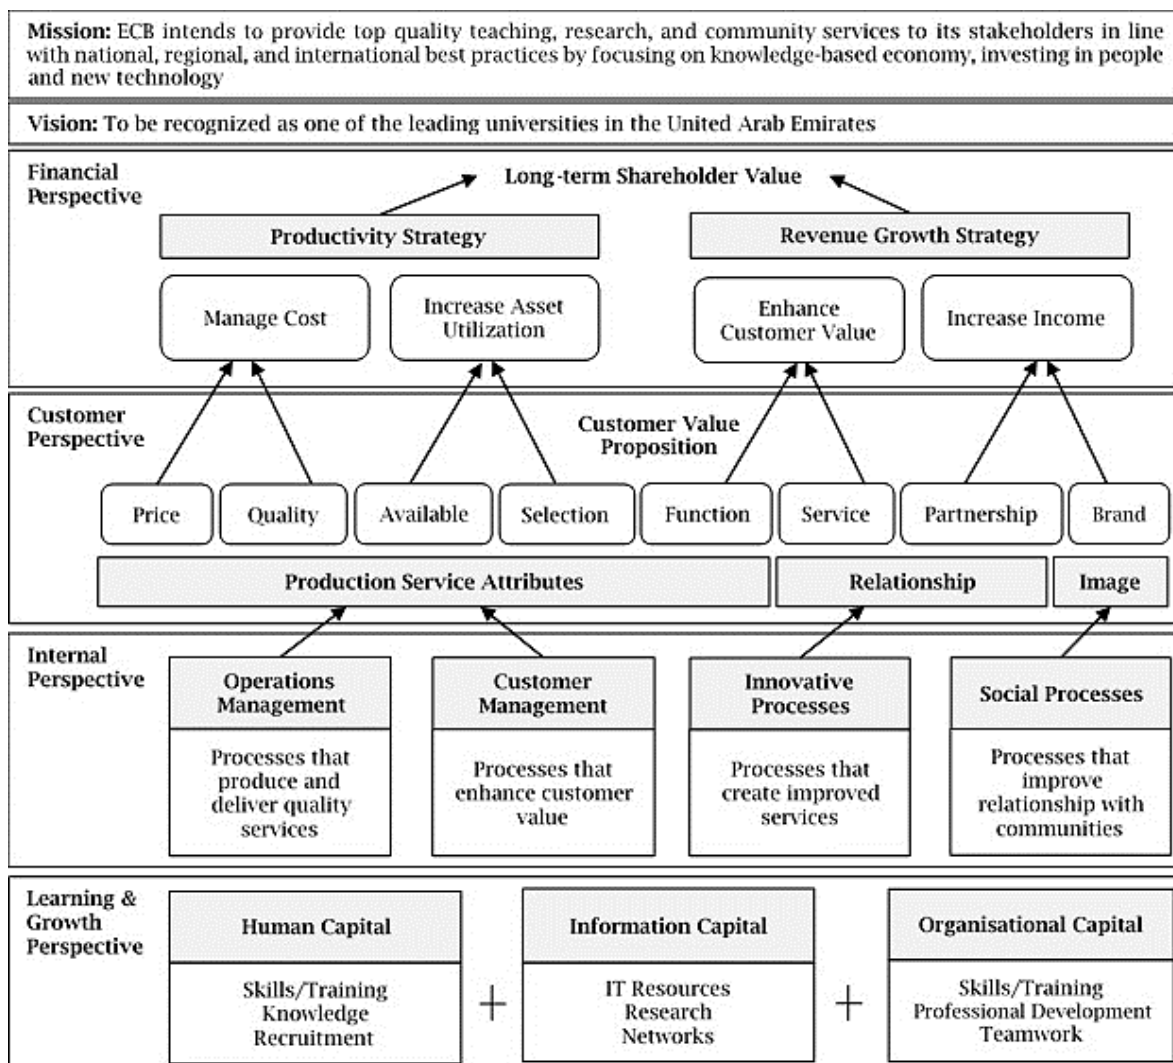 Mission: ECB intends to provide top quality teaching, research, and community services to its stakeholders in line
with national, regional, and international best practices by focusing on knowledge-based economy, investing in people
and new technology
Vision: To be recognized as one of the leading universities in the United Arab Emirates
Financial
Perspective
Long-term Shareholder Value
Productivity Strategy
Revenue Growth Strategy
Manage Cost
Increase Asset
Utilization
Enhance
Customer Value
Increase Income
Customer
Perspective
Customer Value
Proposition
Price
Quality
Available
Selection
Function
Service
Partnership
Brand
Production Service Attributes
Relationship
Image
Internal
Perspective
Operations
Management
Processes that
produce and
deliver quality
services
Customer
Management
Processes that
enhance customer
value
Innovative
Processes
Processes that
create improved
services
Social Processes
Processes that
improve
relationship with
communities
Learning &
Growth
Perspective
Human Capital
Skills/Training
Knowledge
Recruitment
+
Information Capital
IT Resources
Research
Networks
+
Organisational Capital
Skills/Training
Professional Development
Teamwork